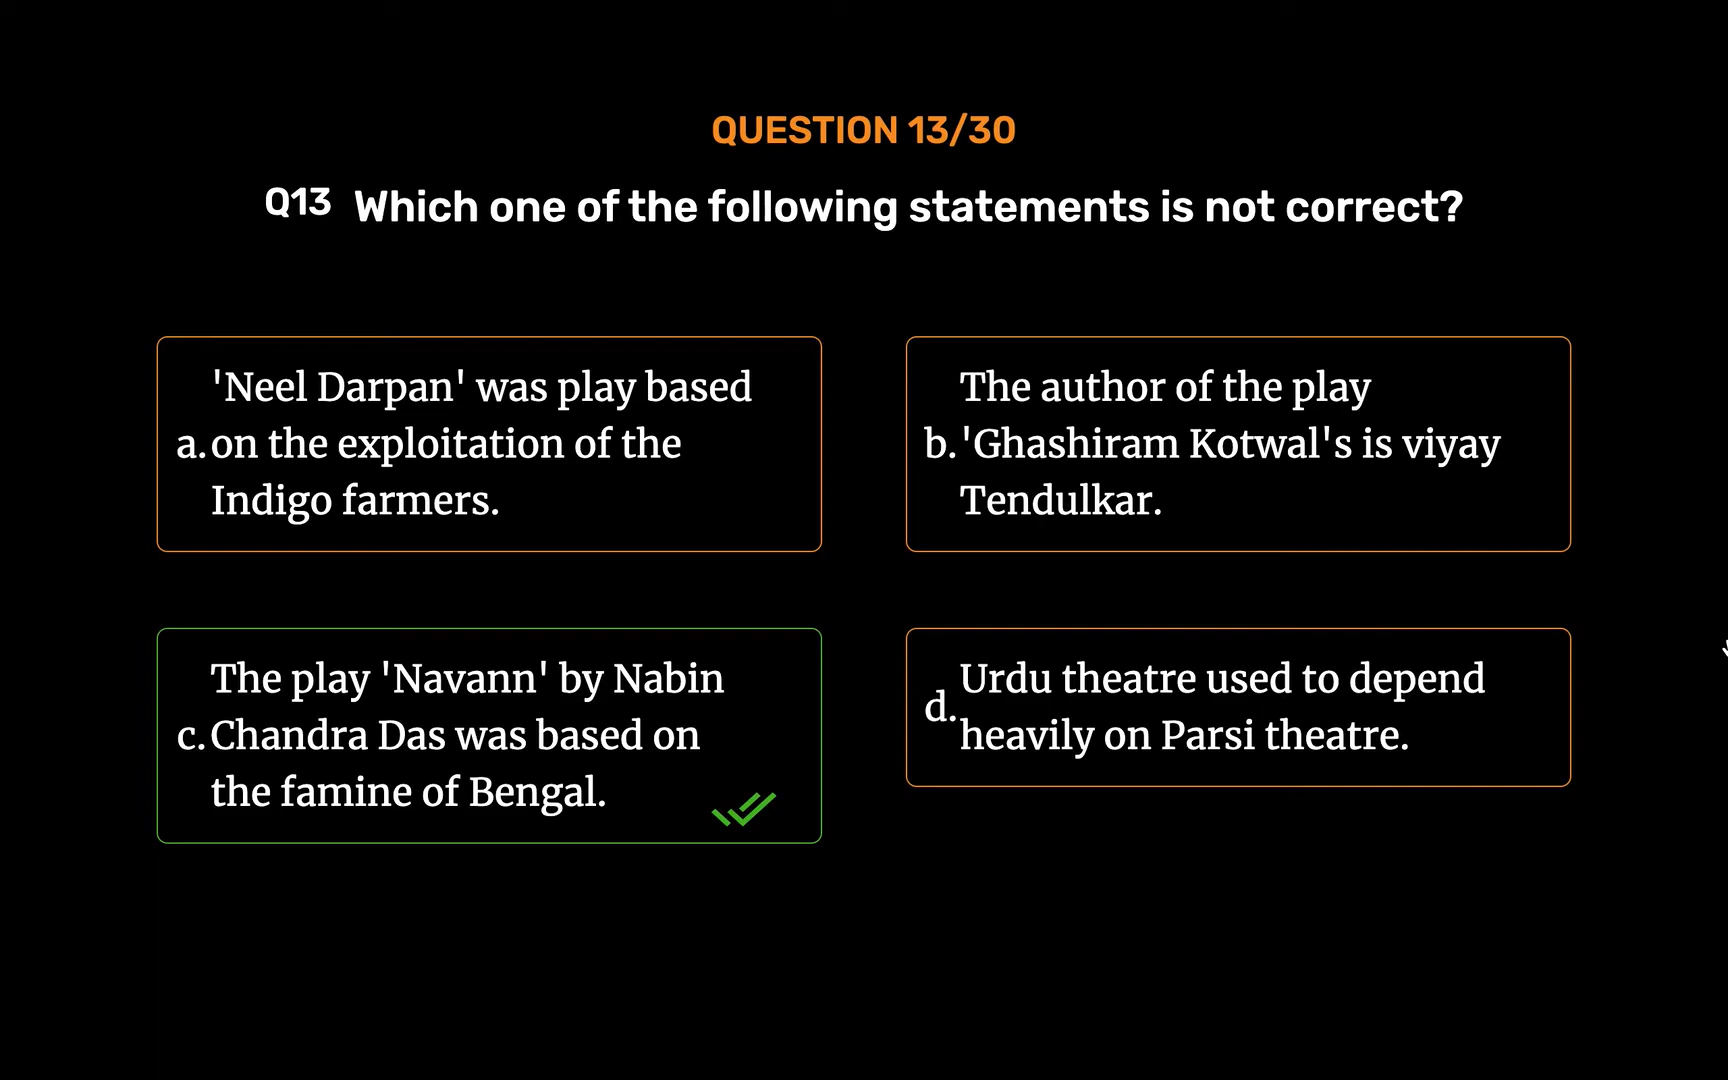 QUESTION 13/30
Q13 Which one of the following statements is not correct?
'Neel Darpan' was play based
a. on the exploitation of the
Indigo farmers.
The author of the play
b. 'Ghashiram Kotwal's is viyay
Tendulkar.
The play 'Navann' by Nabin
c. Chandra Das was based on
the famine of Bengal.
d. Urdu theatre used to depend
heavily on Parsi theatre.